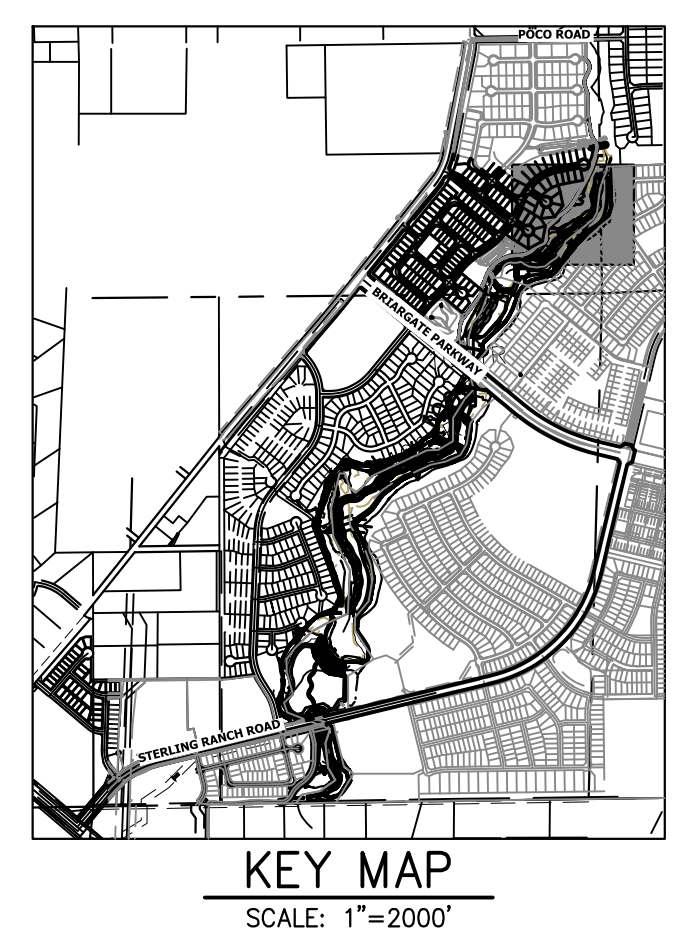 POCO ROAD
BRIARGATE PARKWAY
STERLING RANCH ROAD
KEY MAP
SCALE: 1"=2000'